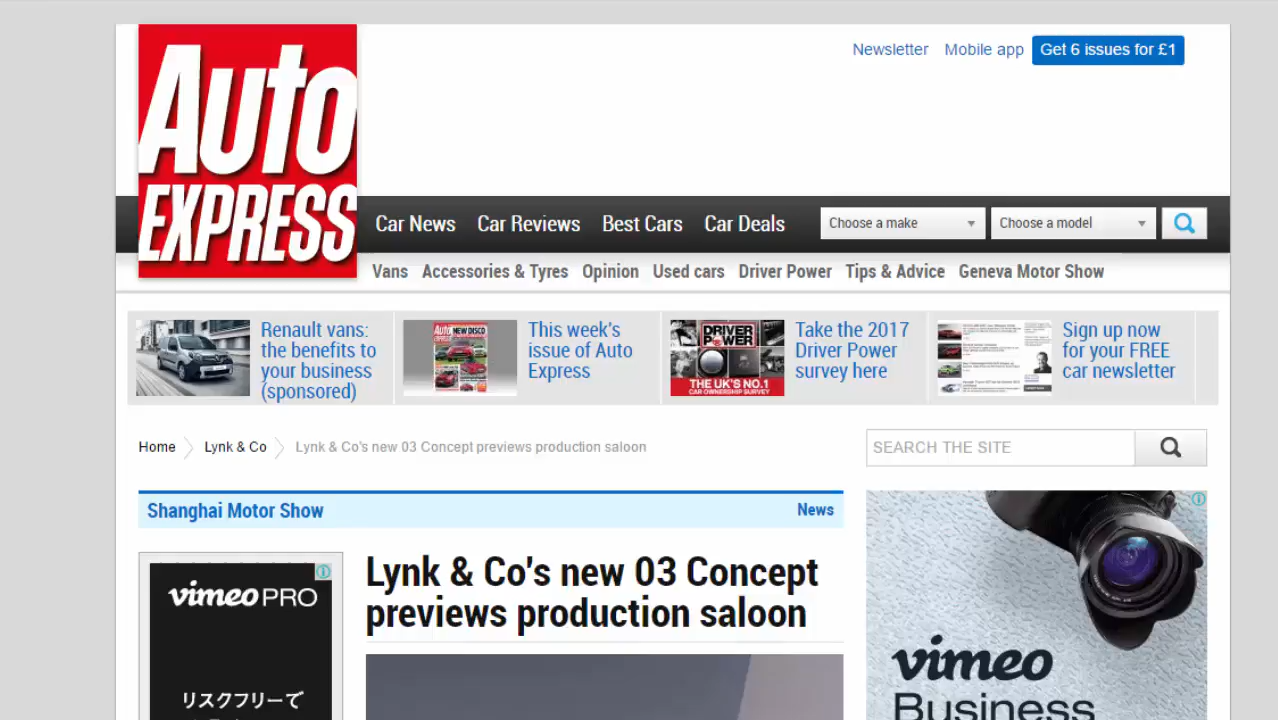 Newsletter Mobile app Get 6 issues for £1
Auto
EXPRESS
Car News Car Reviews Best Cars Car Deals Choose a make Choose a model
Vans Accessories & Tyres Opinion Used cars Driver Power Tips & Advice Geneva Motor Show
Renault vans:
the benefits to
your business
(sponsored)
Auto NEW DISCO
This week's
issue of Auto
Express
DRIVER
POWER
THE UK'S NO.1
CAR OWNERSHIP SURVEY
Take the 2017
Driver Power
survey here
Sign up now
for your FREE
car newsletter
Home Lynk & Co Lynk & Co's new 03 Concept previews production saloon
SEARCH THE SITE
Shanghai Motor Show News
vimeo PRO
リスクフリーで
Lynk & Co's new 03 Concept
previews production saloon
vimeo
Business